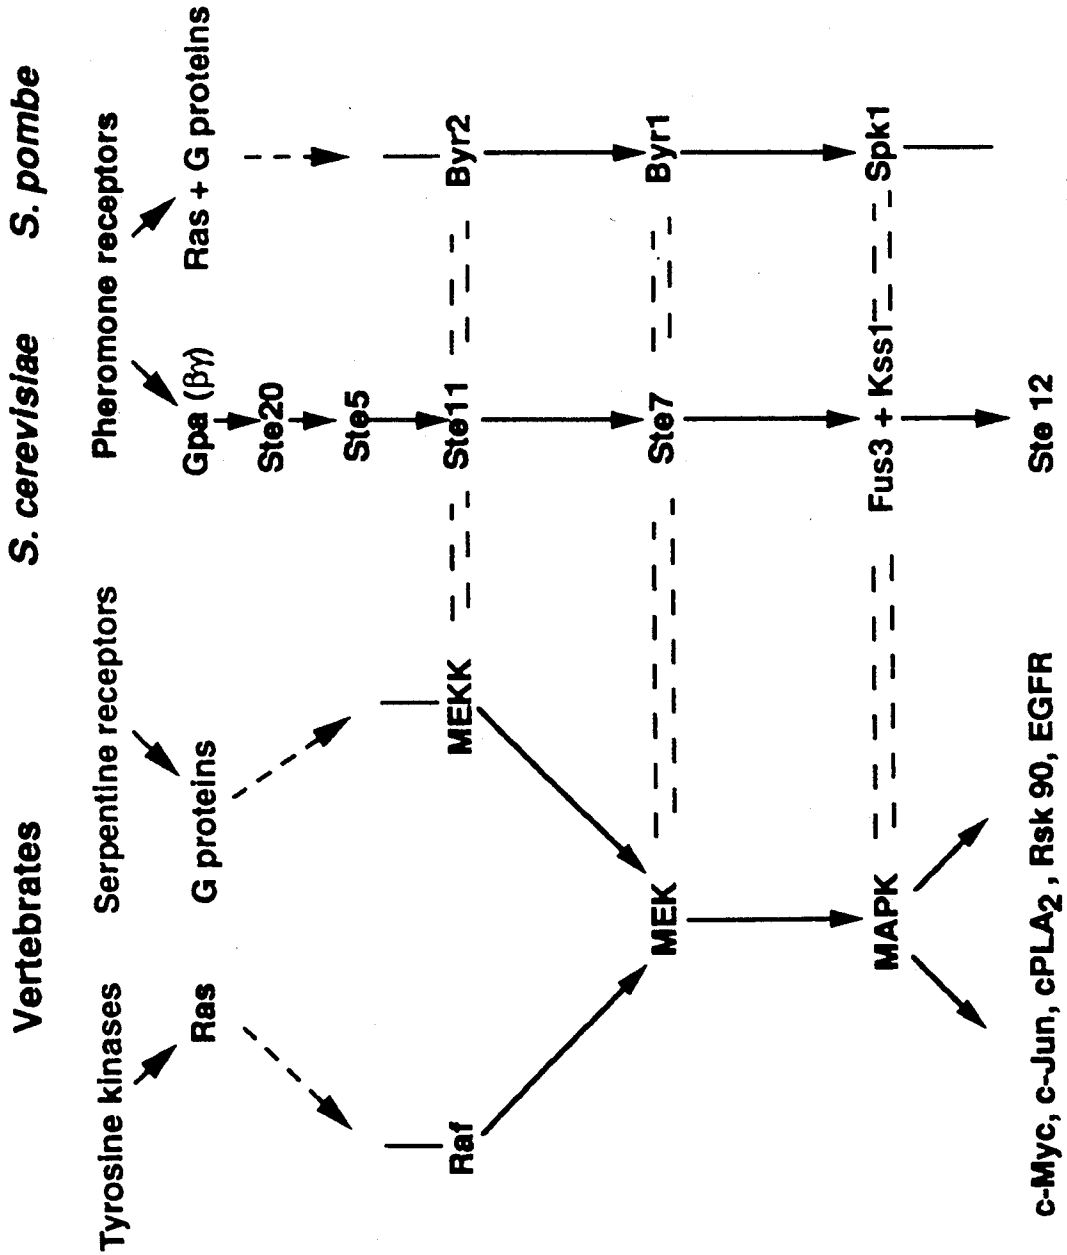 Vertebrates S. cerevisiae S. pombe
Tyrosine kinases Serpentine receptors Pheromone receptors
Ras G proteins Gpa (βγ) Ras + G proteins
Ste20
Ste5
Raf MEKK Ste11 Byr2
MEK Ste7 Byr1
MAPK Fus3 + Kss1 Spk1
c-Myc, c-Jun, cPLA2, Rsk 90, EGFR Ste 12